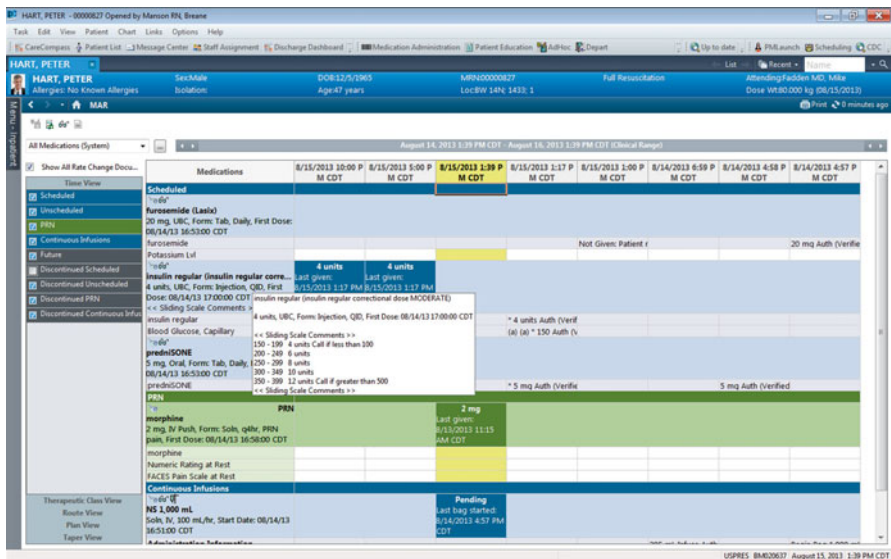 HART, PETER - 00000827 Opened by Manson RN, Breane
Task Edit View Patient Chart Links Options Help
CareCompass Patient List Message Center Staff Assignment Discharge Dashboard Medication Administration Patient Education AdHoc Depart Up to date PMLaunch Scheduling CDC
HART, PETER List Recent Name
HART, PETER Sex:Male DOB:12/5/1965 MRN:00000827 Full Resuscitation Attending:Fadden MD, Mike
Allergies: No Known Allergies Isolation: Age:47 years Loc:BW 14N; 1433; 1 Dose Wt:80.000 kg (08/15/2013)
Menu - Inpatient
MAR Print 0 minutes ago
All Medications (System) August 14, 2013 1:39 PM CDT - August 16, 2013 1:39 PM CDT (Clinical Range)
Show All Rate Change Docu...
Time View
Scheduled
Unscheduled
PRN
Continuous Infusions
Future
Discontinued Scheduled
Discontinued Unscheduled
Discontinued PRN
Discontinued Continuous Infus
Therapeutic Class View
Route View
Plan View
Taper View
Medications 8/15/2013 10:00 P 8/15/2013 5:00 P 8/15/2013 1:39 P 8/15/2013 1:17 P 8/15/2013 1:00 P 8/14/2013 6:59 P 8/14/2013 4:58 P 8/14/2013 4:57 P
M CDT M CDT M CDT M CDT M CDT M CDT M CDT M CDT
Scheduled
furosemide (Lasix)
20 mg, UBC, Form: Tab, Daily, First Dose:
08/14/13 16:53:00 CDT
furosemide Not Given: Patient r 20 mg Auth (Verifie
Potassium Lvl
4 units 4 units
insulin regular (insulin regular corre... Last given: Last given:
4 units, UBC, Form: Injection, QID, First 8/15/2013 1:17 PM 8/15/2013 1:17 PM
Dose: 08/14/13 17:00:00 CDT
<< Sliding Scale Comments >
insulin regular (insulin regular correctional dose MODERATE)
4 units, UBC, Form: Injection, QID, First Dose: 08/14/13 17:00:00 CDT
<< Sliding Scale Comments >>
150 - 199 4 units Call if less than 100
200 - 249 6 units
250 - 299 8 units
300 - 349 10 units
350 - 399 12 units Call if greater than 500
<< Sliding Scale Comments >>
insulin regular * 4 units Auth (Verif
Blood Glucose, Capillary (a) (a) * 150 Auth (V
predniSONE
5 mg, Oral, Form: Tab, Daily,
08/14/13 16:53:00 CDT
predniSONE * 5 mg Auth (Verifie 5 mg Auth (Verified
PRN
PRN 2 mg
morphine Last given:
2 mg, IV Push, Form: Soln, q4hr, PRN 8/13/2013 11:15
pain, First Dose: 08/14/13 16:58:00 CDT AM CDT
morphine
Numeric Rating at Rest
FACES Pain Scale at Rest
Continuous Infusions
Pending
NS 1,000 mL Last bag started:
Soln, IV, 100 mL/hr, Start Date: 08/14/13 8/14/2013 4:57 PM
16:51:00 CDT CDT
Administration Information
USPRES BM020637 August 15, 2013 1:39 PM CDT